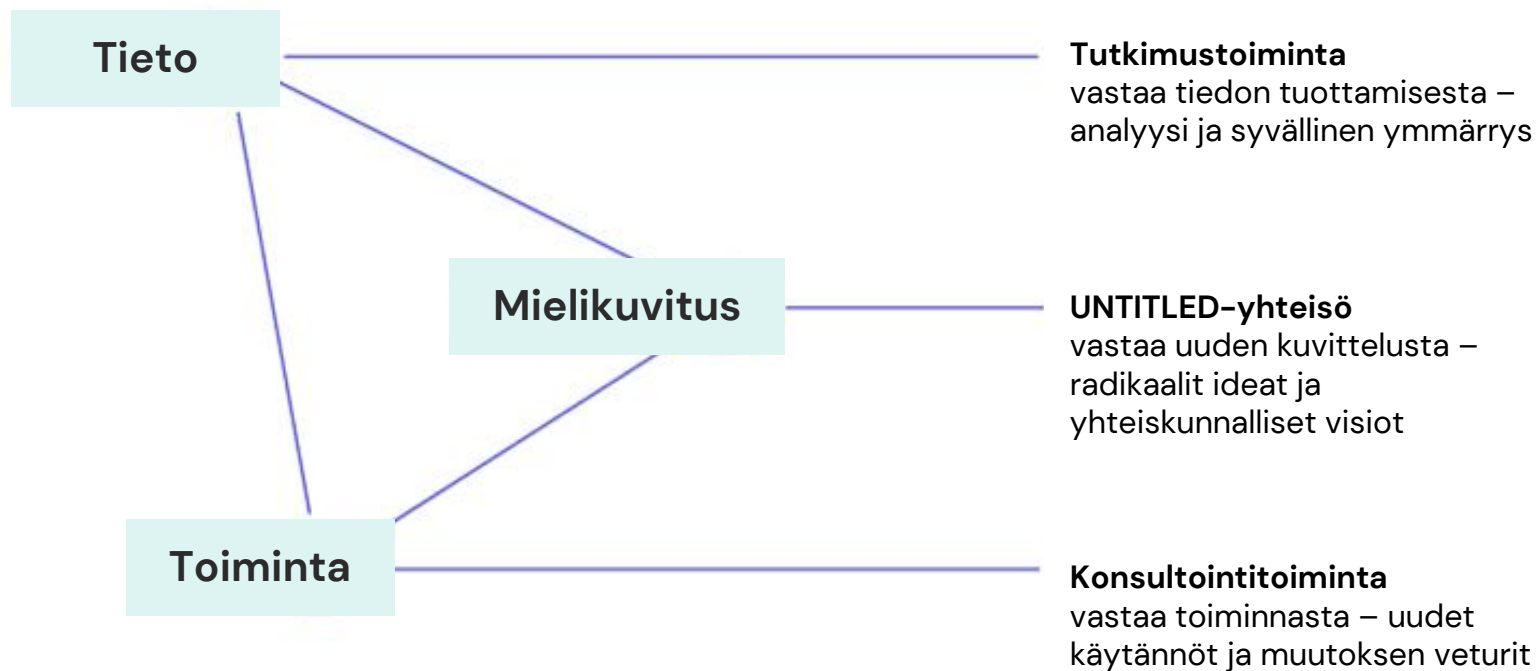 Tieto
Tutkimustoiminta
vastaa tiedon tuottamisesta –
analyysi ja syvällinen ymmärrys
Mielikuvitus
UNTITLED-yhteisö
vastaa uuden kuvittelusta –
radikaalit ideat ja
yhteiskunnalliset visiot
Toiminta
Konsultointitoiminta
vastaa toiminnasta – uudet
käytännöt ja muutoksen veturit